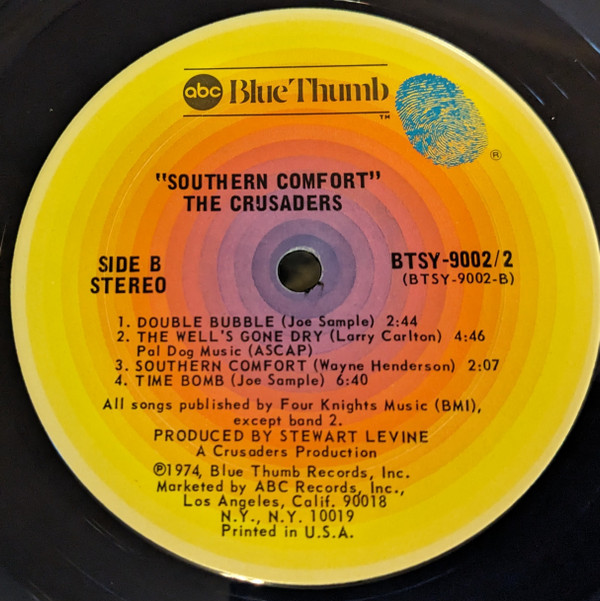 abc Blue Thumb
TM
®
"SOUTHERN COMFORT"
THE CRUSADERS
SIDE B
STEREO
BTSY-9002/2
(BTSY-9002-B)
1. DOUBLE BUBBLE (Joe Sample) 2:44
2. THE WELL'S GONE DRY (Larry Carlton) 4:46
Pal Dog Music (ASCAP)
3. SOUTHERN COMFORT (Wayne Henderson) 2:07
4. TIME BOMB (Joe Sample) 6:40
All songs published by Four Knights Music (BMI),
except band 2.
PRODUCED BY STEWART LEVINE
A Crusaders Production
℗1974, Blue Thumb Records, Inc.
Marketed by ABC Records, Inc.,
Los Angeles, Calif. 90018
N.Y., N.Y. 10019
Printed in U.S.A.